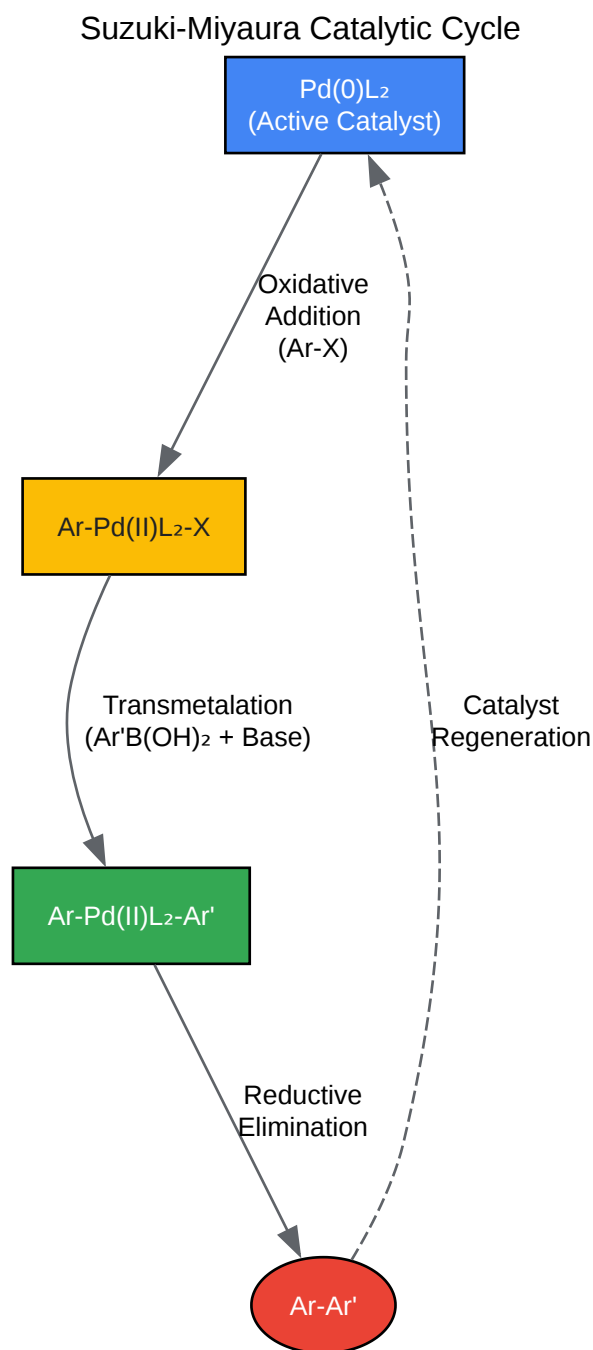 Suzuki-Miyaura Catalytic Cycle
Pd(0)L₂
(Active Catalyst)
Oxidative
Addition
(Ar-X)
Ar-Pd(II)L₂-X
Transmetalation
(Ar'B(OH)₂ + Base)
Catalyst
Regeneration
Ar-Pd(II)L₂-Ar'
Reductive
Elimination
Ar-Ar'